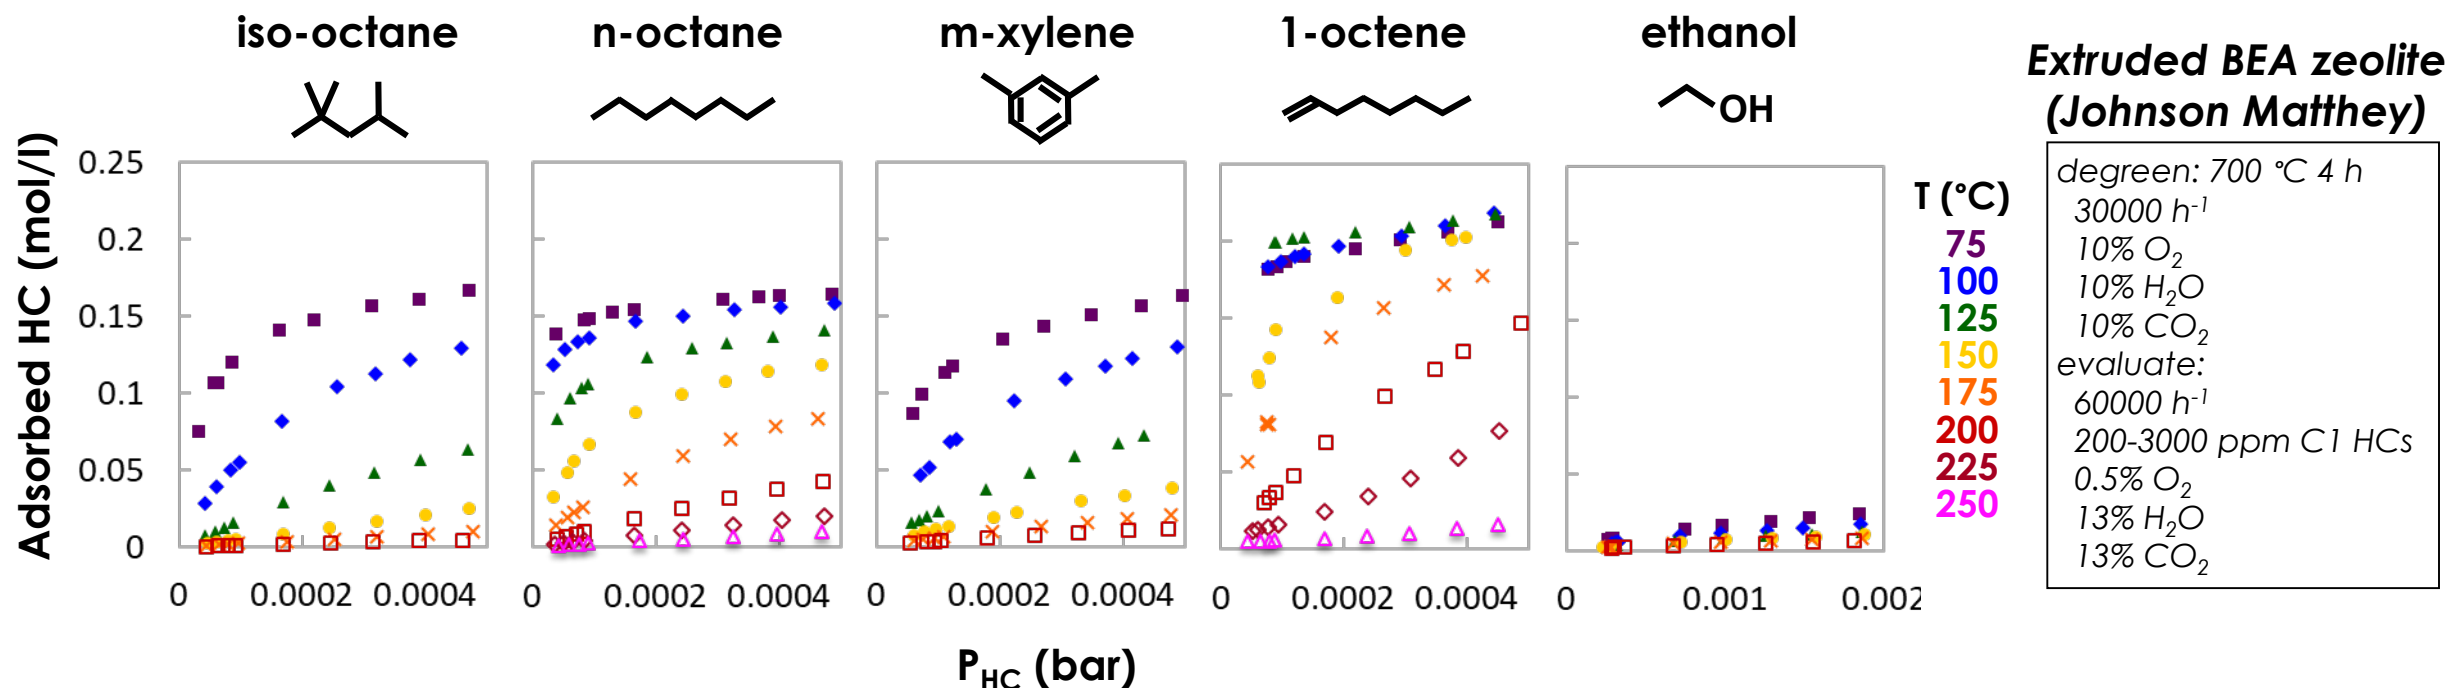 iso-octane
n-octane
m-xylene
1-octene
ethanol
OH
Extruded BEA zeolite
(Johnson Matthey)
Adsorbed HC (mol/l)
0.25
0.2
0.15
0.1
0.05
0
0 0.0002 0.0004
0 0.0002 0.0004
0 0.0002 0.0004
0 0.0002 0.0004
0 0.001 0.002
P_HC (bar)
T (°C)
75
100
125
150
175
200
225
250
degreen: 700 °C 4 h
30000 h⁻¹
10% O₂
10% H₂O
10% CO₂
evaluate:
60000 h⁻¹
200-3000 ppm C1 HCs
0.5% O₂
13% H₂O
13% CO₂